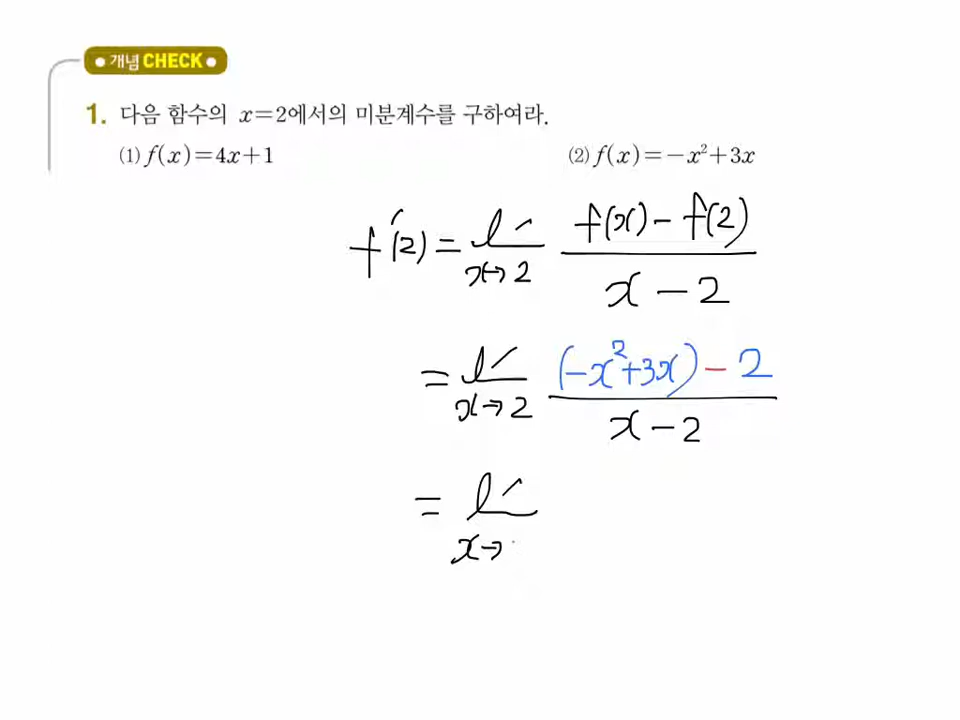 개념 CHECK
1. 다음 함수의 x=2에서의 미분계수를 구하여라.
(1) f(x)=4x+1 (2) f(x)=-x²+3x
f'(2) = lim x→2 (f(x) - f(2)) / (x - 2)
= lim x→2 ((-x²+3x) - 2) / (x - 2)
= lim x→